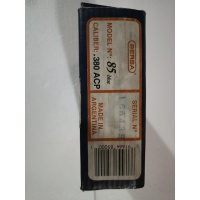 BERSA
MODEL Nº: 85
CALIBER: .380 ACP
SERIAL Nº
MADE IN
ARGENTINA